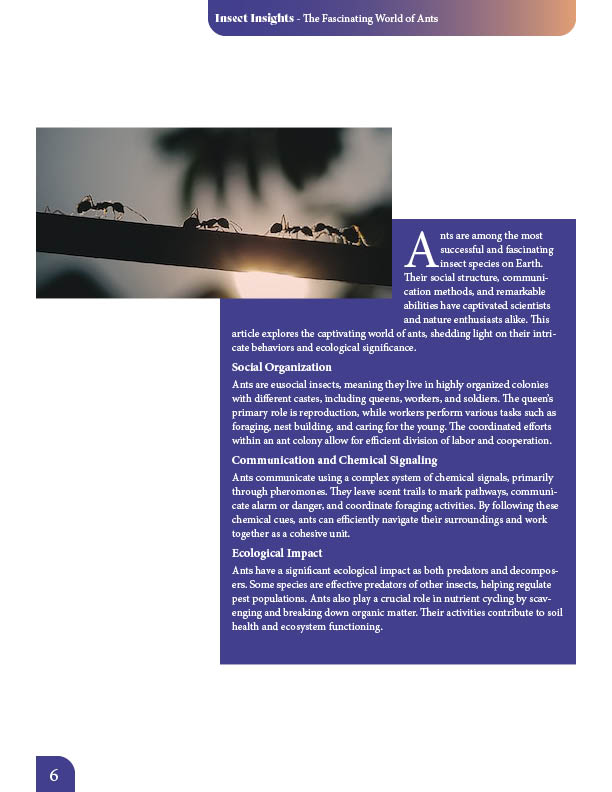 Insect Insights - The Fascinating World of Ants
Ants are among the most
successful and fascinating
insect species on Earth.
Their social structure, communi-
cation methods, and remarkable
abilities have captivated scientists
and nature enthusiasts alike. This
article explores the captivating world of ants, shedding light on their intri-
cate behaviors and ecological significance.
Social Organization
Ants are eusocial insects, meaning they live in highly organized colonies
with different castes, including queens, workers, and soldiers. The queen's
primary role is reproduction, while workers perform various tasks such as
foraging, nest building, and caring for the young. The coordinated efforts
within an ant colony allow for efficient division of labor and cooperation.
Communication and Chemical Signaling
Ants communicate using a complex system of chemical signals, primarily
through pheromones. They leave scent trails to mark pathways, communi-
cate alarm or danger, and coordinate foraging activities. By following these
chemical cues, ants can efficiently navigate their surroundings and work
together as a cohesive unit.
Ecological Impact
Ants have a significant ecological impact as both predators and decompos-
ers. Some species are effective predators of other insects, helping regulate
pest populations. Ants also play a crucial role in nutrient cycling by scav-
enging and breaking down organic matter. Their activities contribute to soil
health and ecosystem functioning.
6